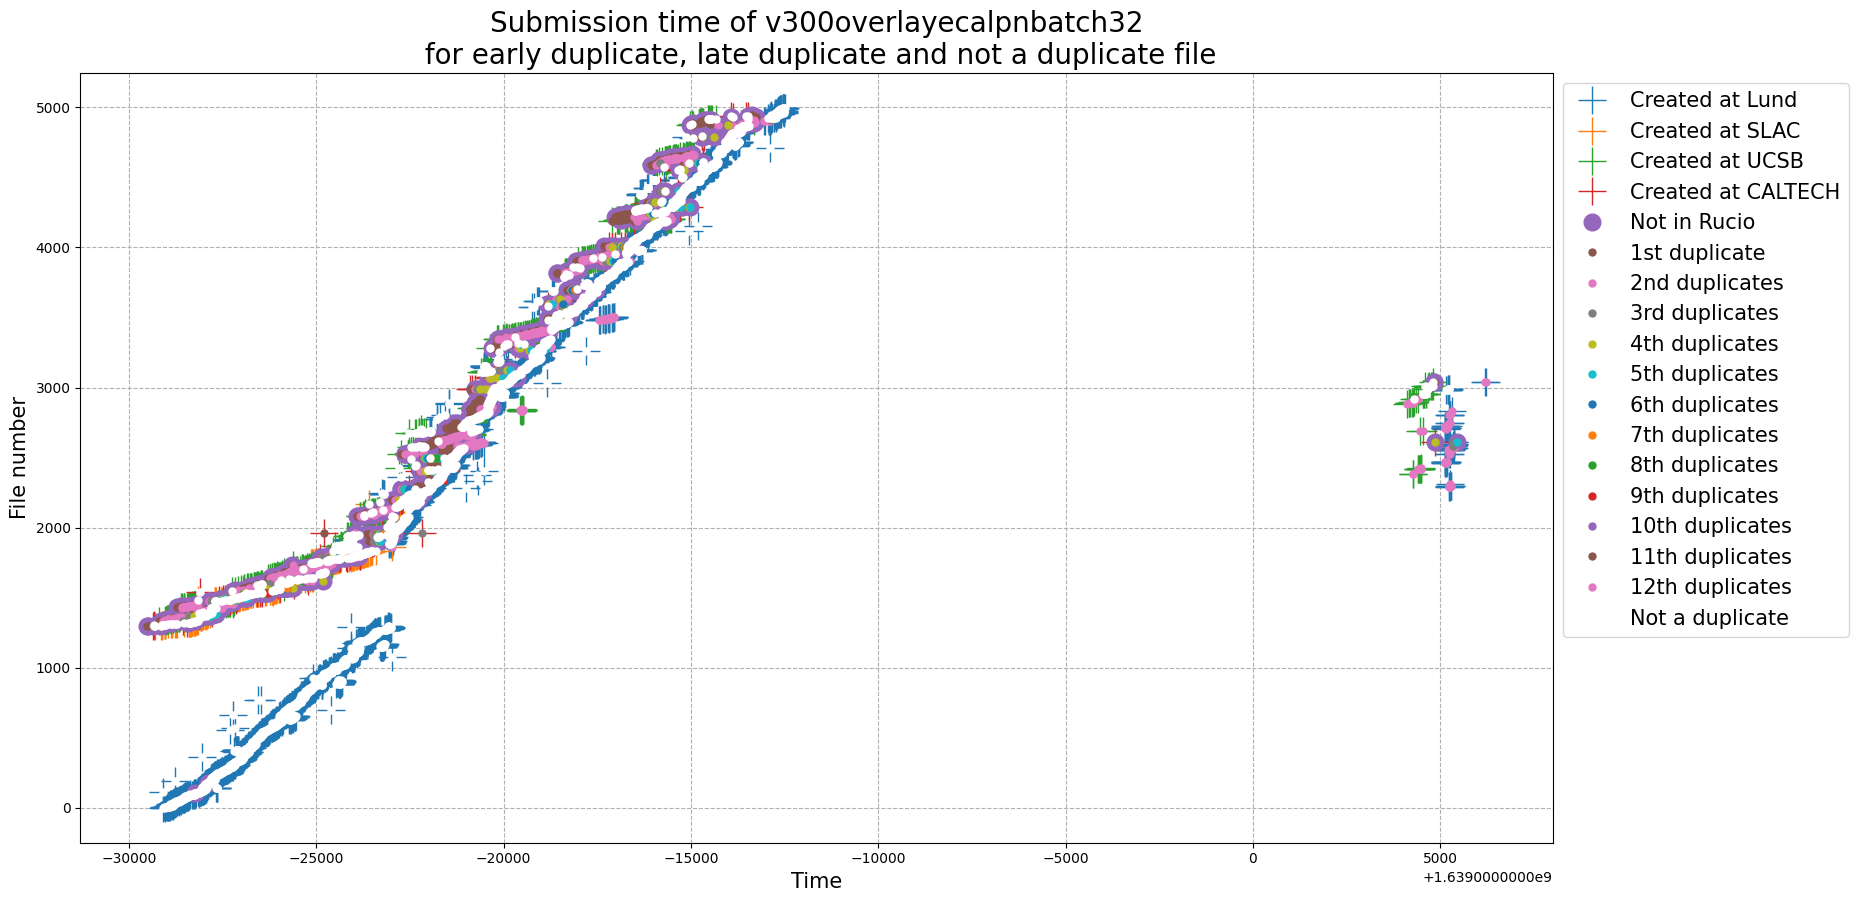 Submission time of v300overlayecalpnbatch32
for early duplicate, late duplicate and not a duplicate file
5000
4000
3000
2000
1000
0
File number
−30000
−25000
−20000
−15000
−10000
−5000
0
5000
+1.6390000000e9
Time
Created at Lund
Created at SLAC
Created at UCSB
Created at CALTECH
Not in Rucio
1st duplicate
2nd duplicates
3rd duplicates
4th duplicates
5th duplicates
6th duplicates
7th duplicates
8th duplicates
9th duplicates
10th duplicates
11th duplicates
12th duplicates
Not a duplicate